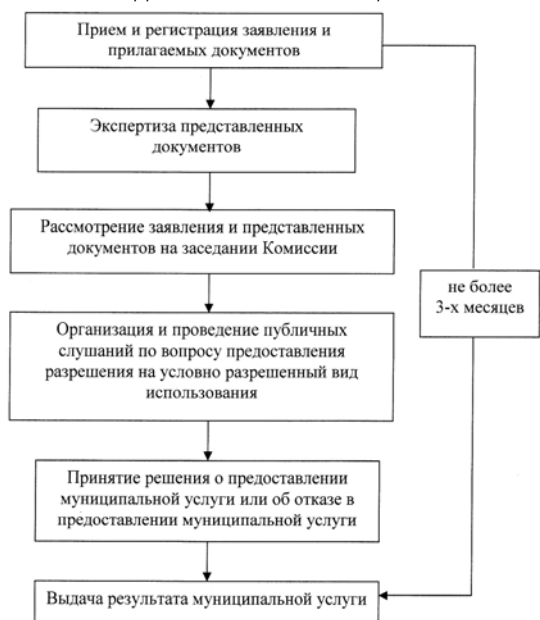 Прием и регистрация заявления и
прилагаемых документов
Экспертиза представленных
документов
Рассмотрение заявления и представленных
документов на заседании Комиссии
не более
3-х месяцев
Организация и проведение публичных
слушаний по вопросу предоставления
разрешения на условно разрешенный вид
использования
Принятие решения о предоставлении
муниципальной услуги или об отказе в
предоставлении муниципальной услуги
Выдача результата муниципальной услуги